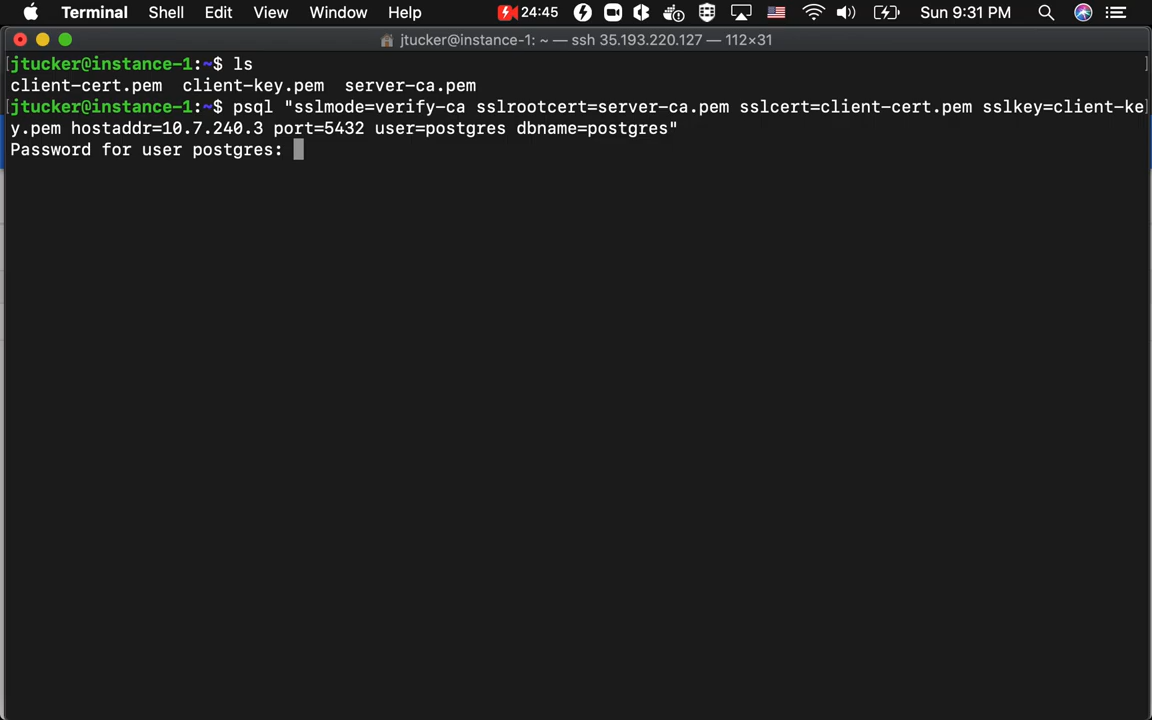 Terminal Shell Edit View Window Help 24:45 Sun 9:31 PM
jtucker@instance-1: ~ — ssh 35.193.220.127 — 112×31
[jtucker@instance-1:~$ ls ]
client-cert.pem client-key.pem server-ca.pem
[jtucker@instance-1:~$ psql "sslmode=verify-ca sslrootcert=server-ca.pem sslcert=client-cert.pem sslkey=client-ke]
y.pem hostaddr=10.7.240.3 port=5432 user=postgres dbname=postgres"
Password for user postgres: